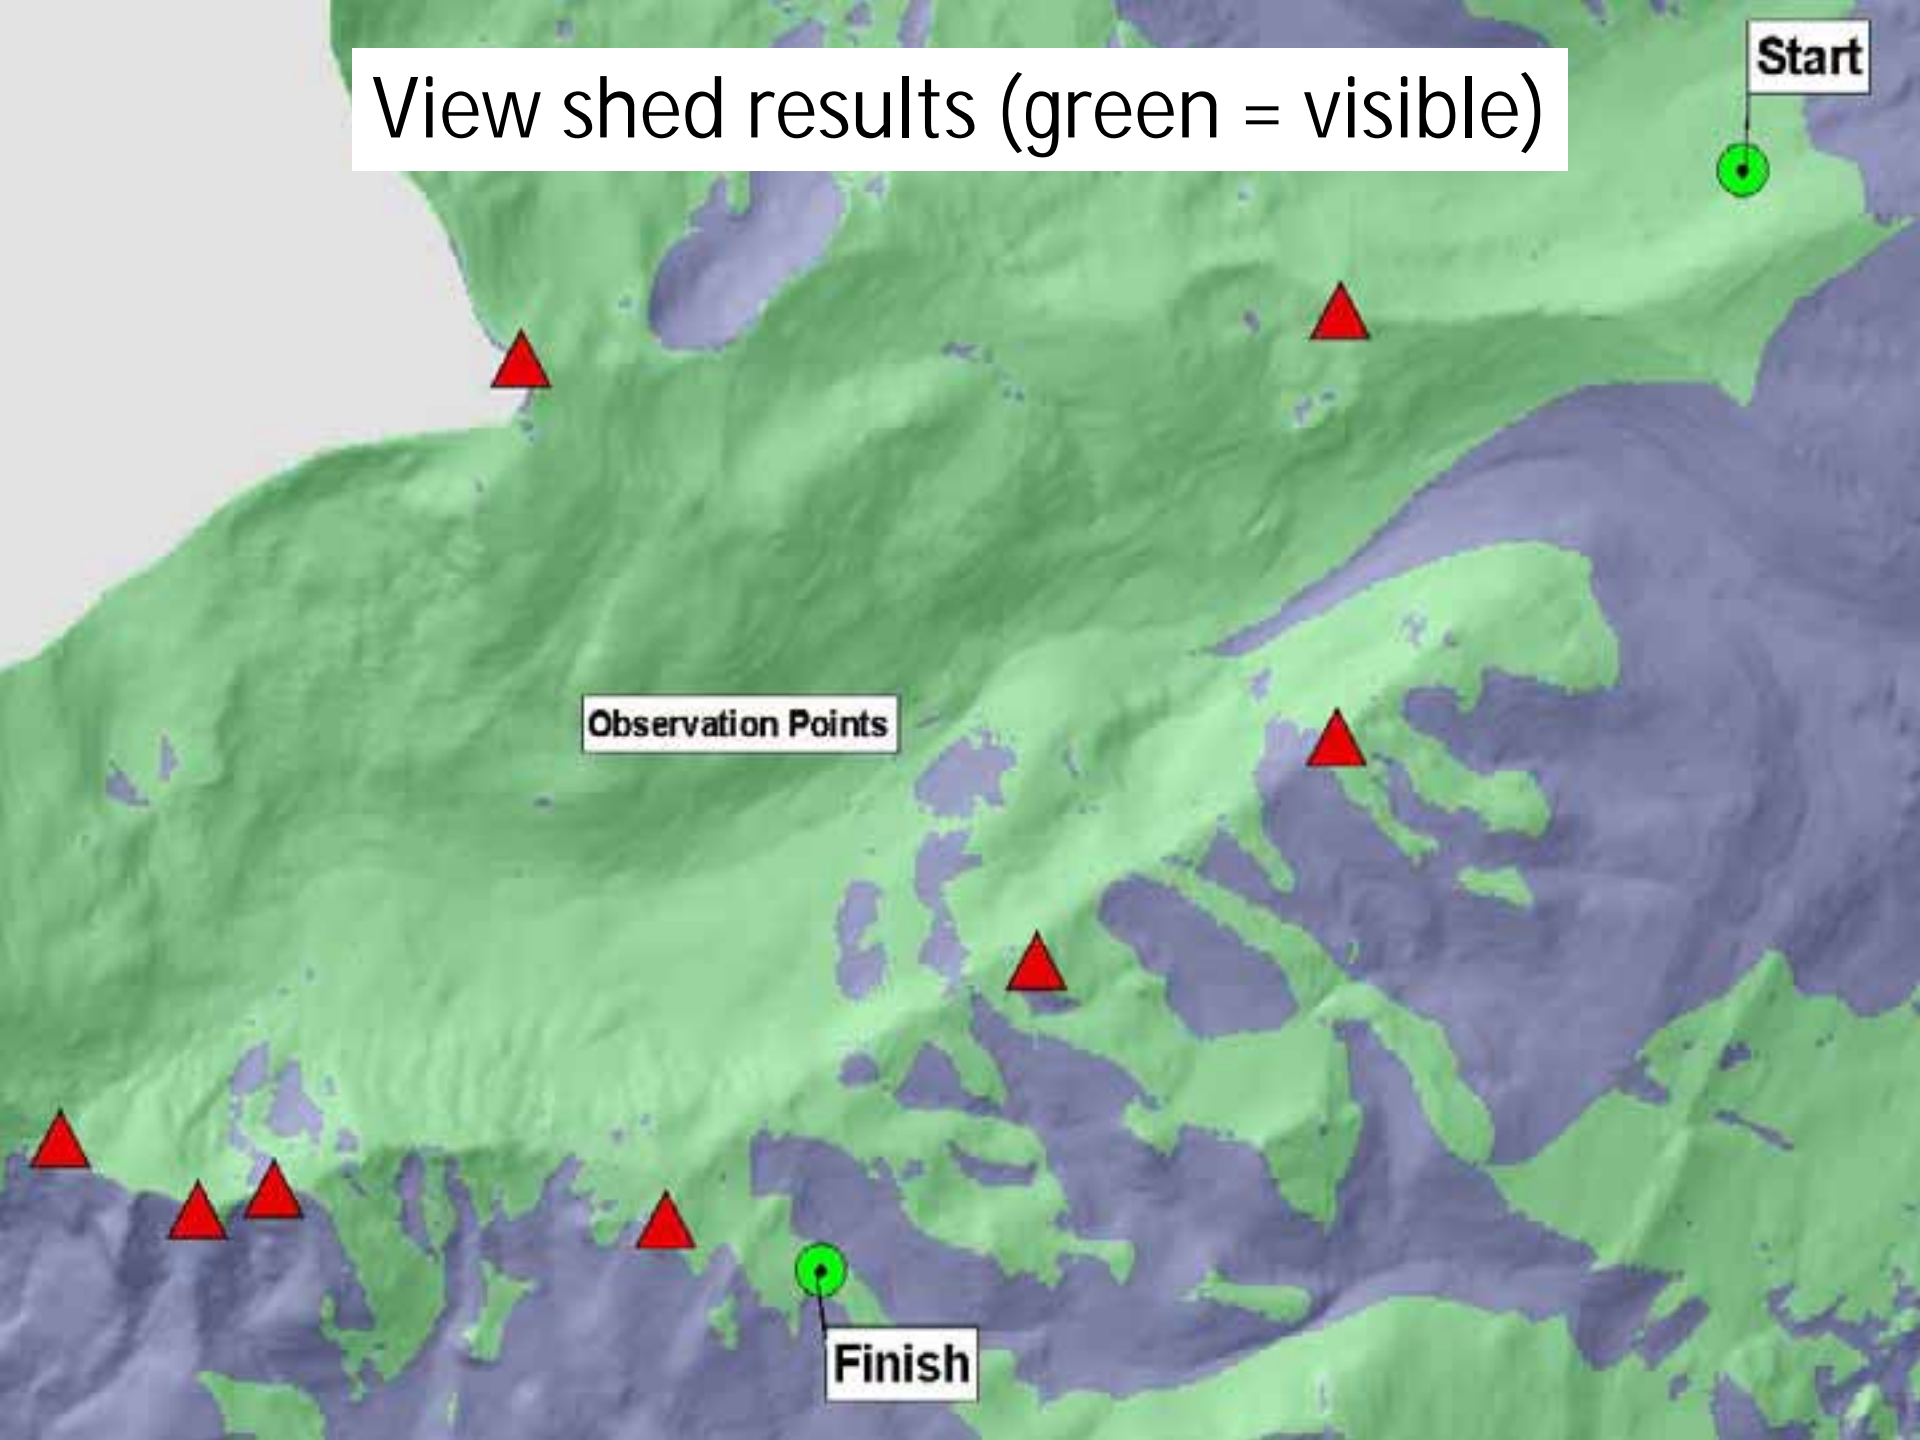 View shed results (green = visible)
Start
Observation Points
Finish